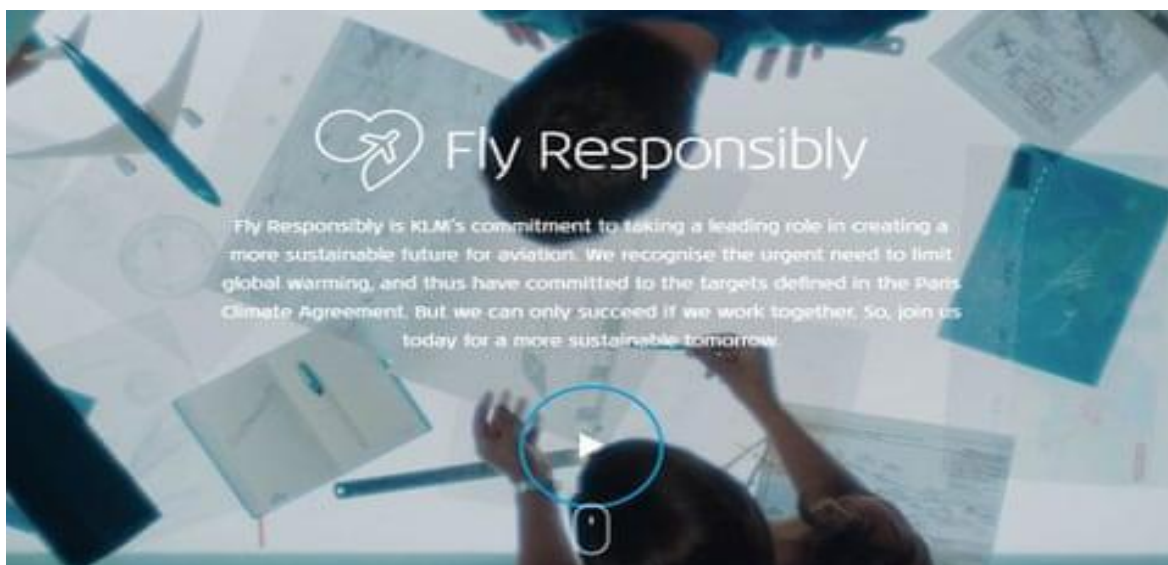 Fly Responsibly
Fly Responsibly is KLM's commitment to taking a leading role in creating a
more sustainable future for aviation. We recognise the urgent need to limit
global warming, and thus have committed to the targets defined in the Paris
Climate Agreement. But we can only succeed if we work together. So, join us
today for a more sustainable tomorrow.